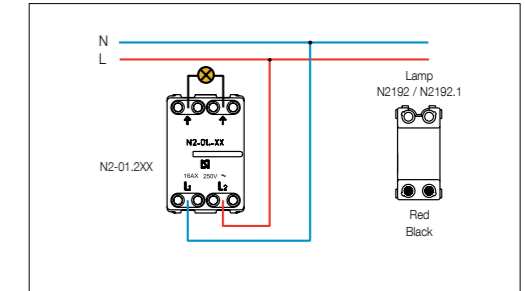 N
L
Lamp
N2192 / N2192.1
N2-01.-XX
N2-01.2XX
16AX 250V ~
L1 L2
Red
Black